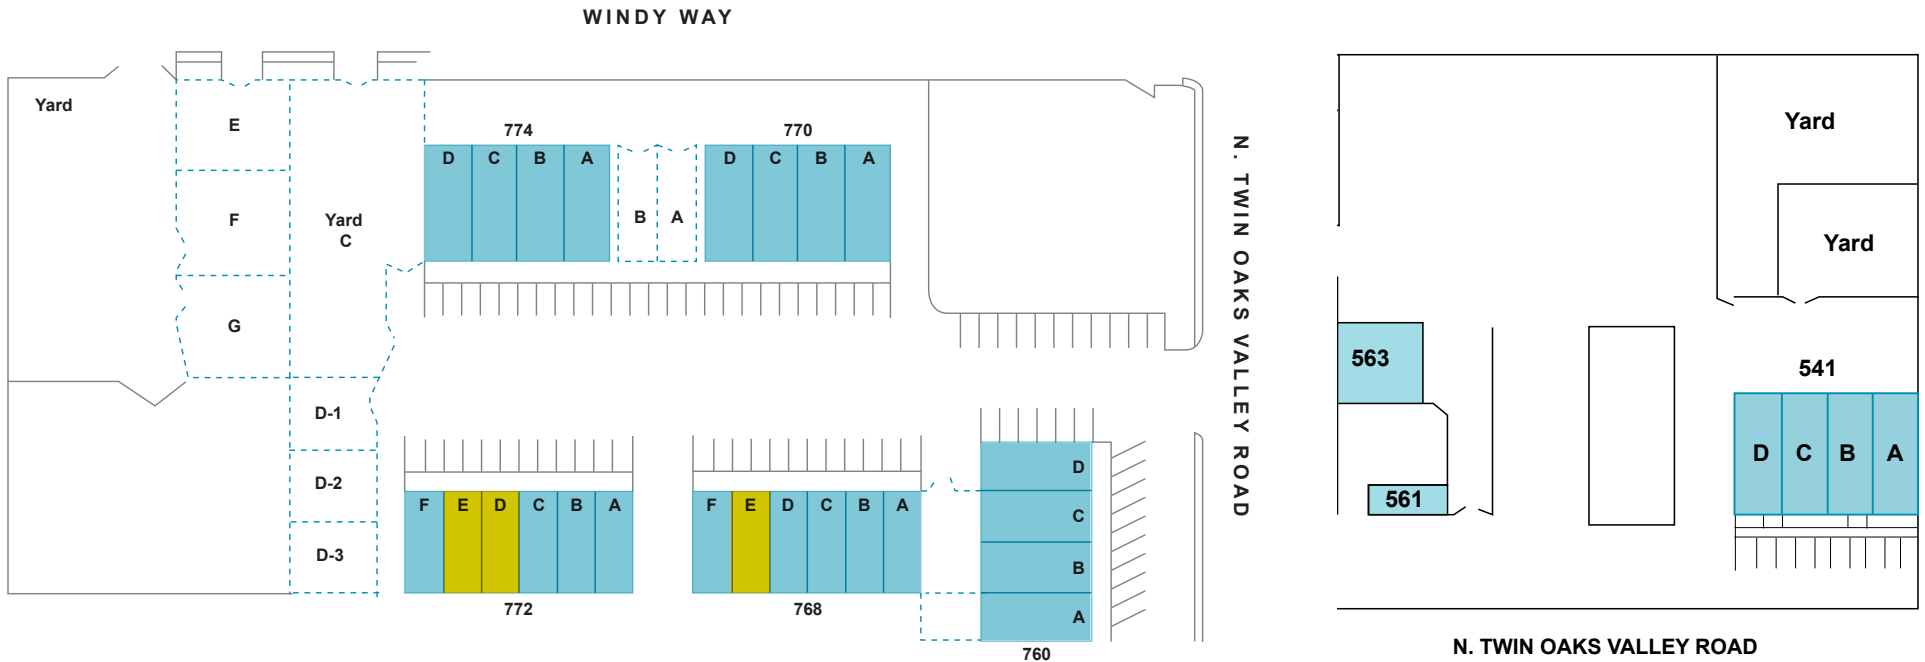 WINDY WAY
Yard
E
F
G
Yard
C
D-1
D-2
D-3
774
D C B A
B A
770
D C B A
F E D C B A
772
F E D C B A
768
D
C
B
A
760
N. TWIN OAKS VALLEY ROAD
Yard
Yard
563
561
541
D C B A
N. TWIN OAKS VALLEY ROAD